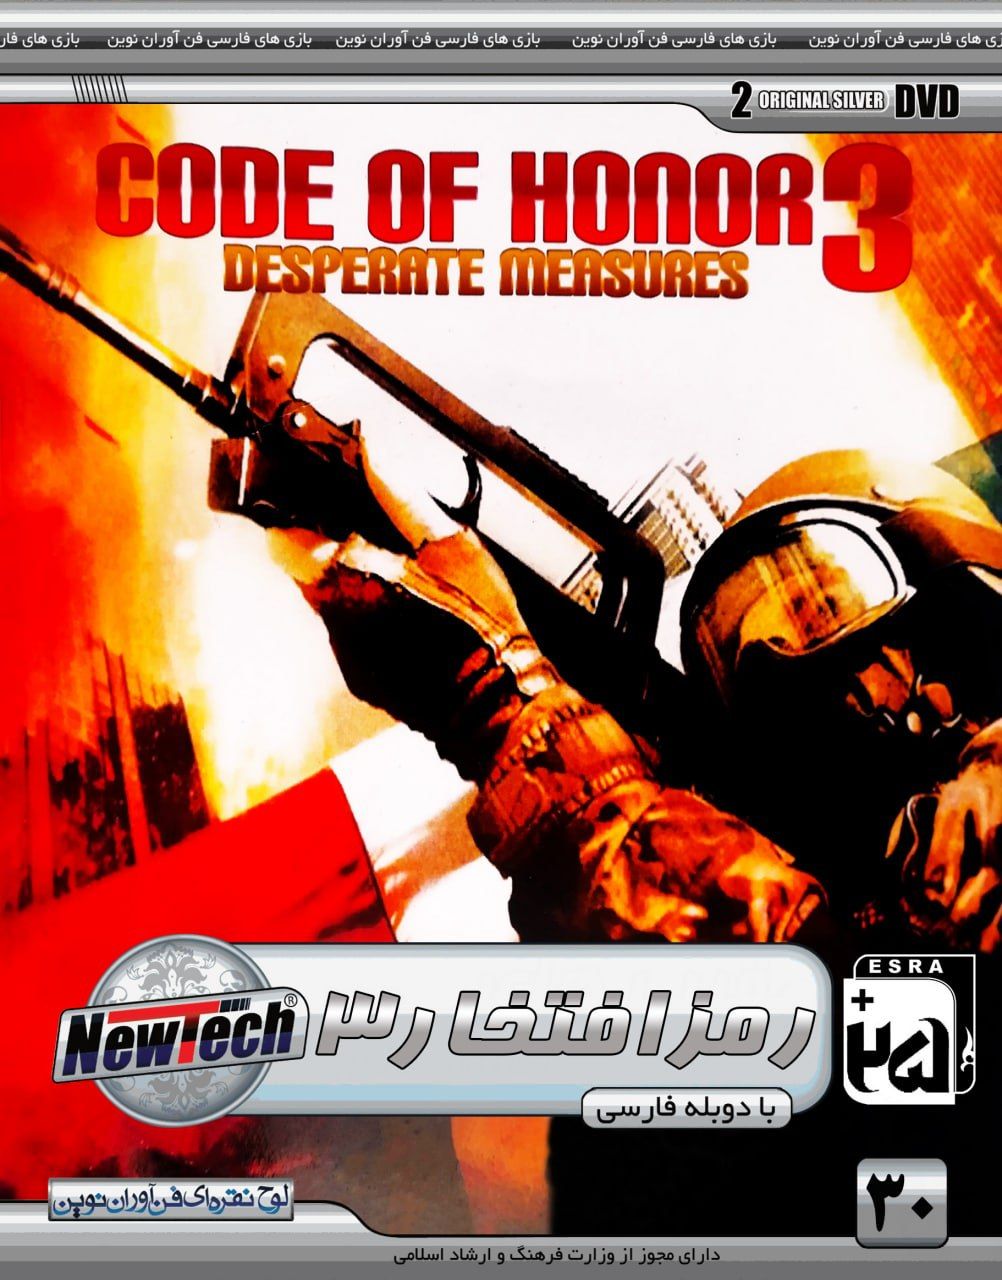 بازی های فارسی فن آوران نوین بازی های فارسی فن آوران نوین بازی های فارسی فن آوران نوین بازی های فارسی فن آوران نوین
2 ORIGINAL SILVER DVD
CODE OF HONOR 3
DESPERATE MEASURES
ESRA
+۲۵
رمز افتخار ۳
NewTech®
با دوبله فارسی
لوح نقره‌ای فن‌آوران نوین
۳۰
دارای مجوز از وزارت فرهنگ و ارشاد اسلامی